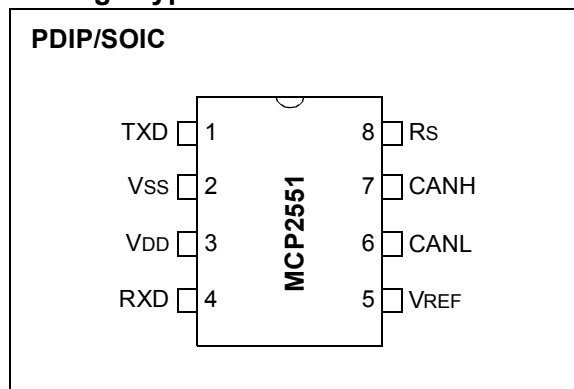 PDIP/SOIC
TXD 1 8 RS
VSS 2 7 CANH
VDD 3 6 CANL
RXD 4 5 VREF
MCP2551